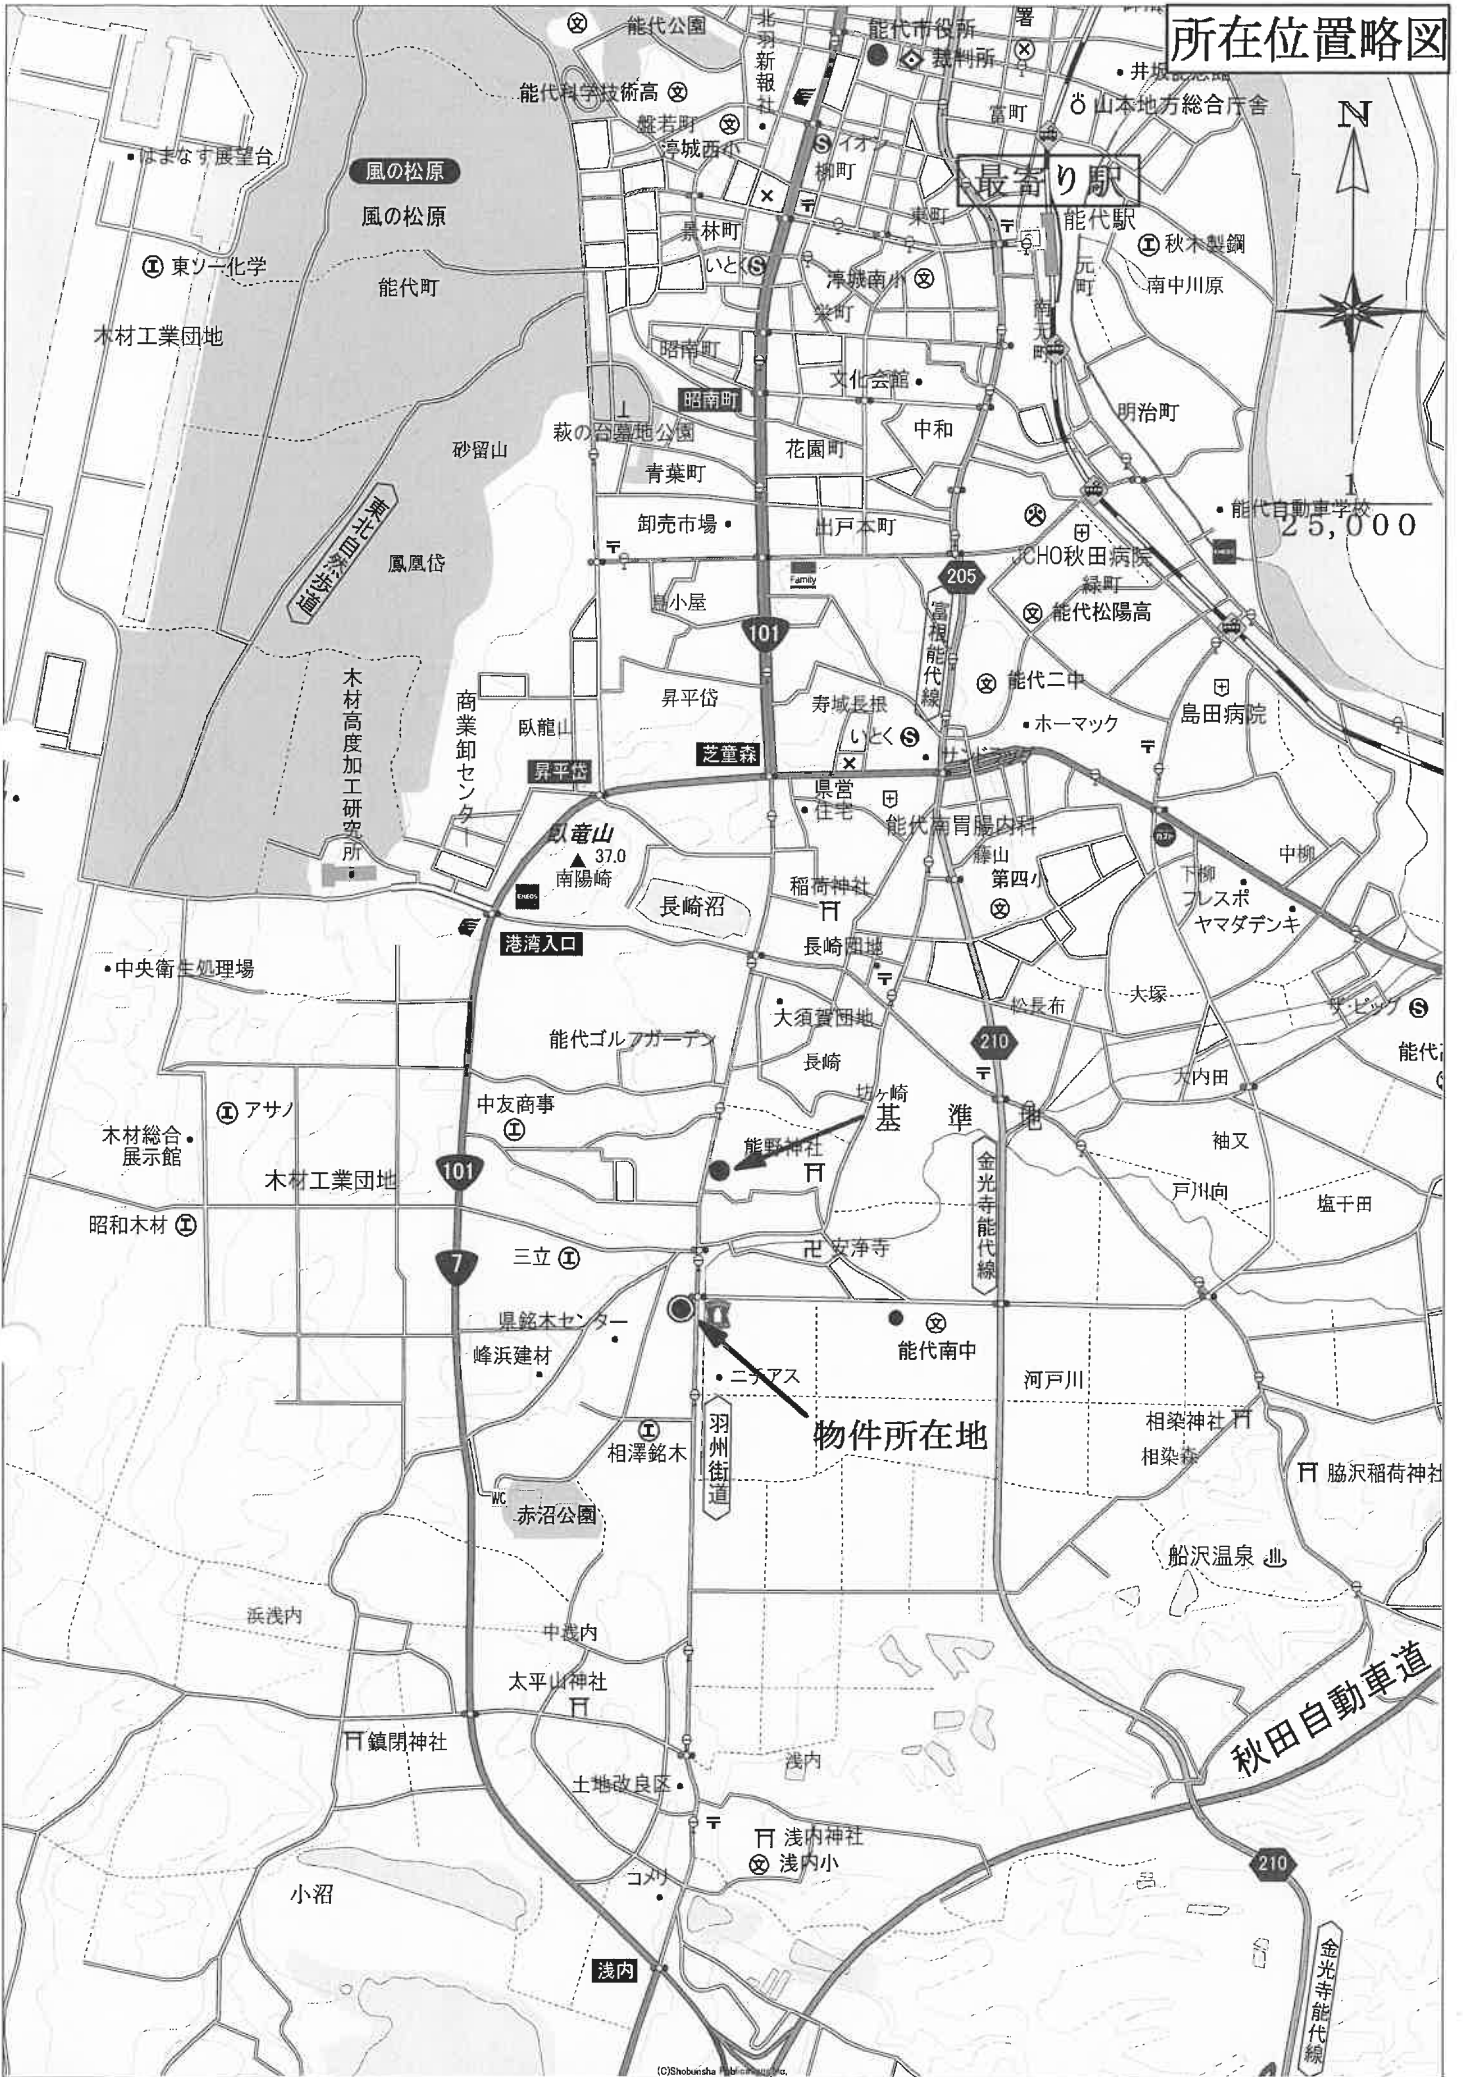 所在位置略図
能代公園
北羽新報社
能代市役所
裁判所
署
井坂記念館
能代科学技術高
盤若町
渟城西小
富町
山本地方総合庁舎
N
はまなす展望台
風の松原
風の松原
イオン
柳町
最寄り駅
東町
能代駅
景林町
いとく
渟城南小
元町
秋木製鋼
南中川原
東ソー化学
能代町
栄町
南元町
木材工業団地
昭南町
文化会館
昭南町
明治町
萩の台墓地公園
中和
花園町
砂留山
青葉町
1
25,000
能代自動車学校
東北自然歩道
卸売市場
出戸本町
JCHO秋田病院
鳳凰岱
Family
205
緑町
鳥小屋
能代松陽高
101
富根能代線
木材高度加工研究所
商業卸センター
昇平岱
能代二中
寿域長根
島田病院
臥龍山
いとく
ホーマック
芝童森
サンドラッグ
昇平岱
県営
住宅
能代南胃腸内科
臥竜山
37.0
南陽崎
藤山
中柳
下柳
第四小
稲荷神社
フレスポ
ヤマダデンキ
ENEOS
長崎沼
港湾入口
長崎団地
中央衛生処理場
大塚
松長布
ザ・ビッグ
大須賀団地
能代ゴルフガーデン
210
長崎
能代
大内田
坊ヶ崎
中友商事
アサノ
基準地
木材総合
展示館
熊野神社
袖又
101
木材工業団地
金光寺能代線
戸川向
塩干田
昭和木材
三立
安浄寺
7
県銘木センター
能代南中
峰浜建材
ニチアス
河戸川
物件所在地
相染神社
羽州街道
相澤銘木
相染森
脇沢稲荷神社
WC
赤沼公園
船沢温泉
浜浅内
中浅内
太平山神社
秋田自動車道
鎮閉神社
浅内
土地改良区
浅内神社
浅内小
210
コメリ
小沼
浅内
金光寺能代線
(C)Shobunsha Publications,Inc.